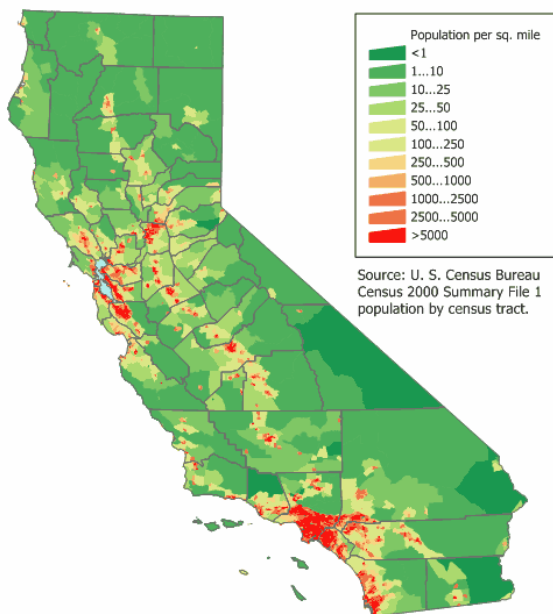 Population per sq. mile
<1
1...10
10...25
25...50
50...100
100...250
250...500
500...1000
1000...2500
2500...5000
>5000
Source: U. S. Census Bureau
Census 2000 Summary File 1
population by census tract.